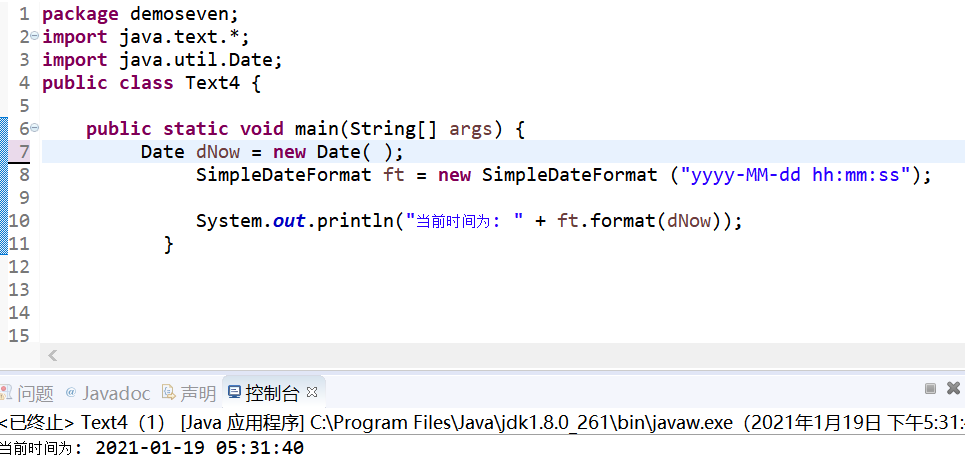 1 package demoseven;
2 import java.text.*;
3 import java.util.Date;
4 public class Text4 {
5
6 public static void main(String[] args) {
7 Date dNow = new Date( );
8 SimpleDateFormat ft = new SimpleDateFormat ("yyyy-MM-dd hh:mm:ss");
9
10 System.out.println("当前时间为: " + ft.format(dNow));
11 }
12
13
14
15
问题 @ Javadoc 声明 控制台
<已终止> Text4（1） [Java 应用程序] C:\Program Files\Java\jdk1.8.0_261\bin\javaw.exe（2021年1月19日 下午5:31:
当前时间为: 2021-01-19 05:31:40